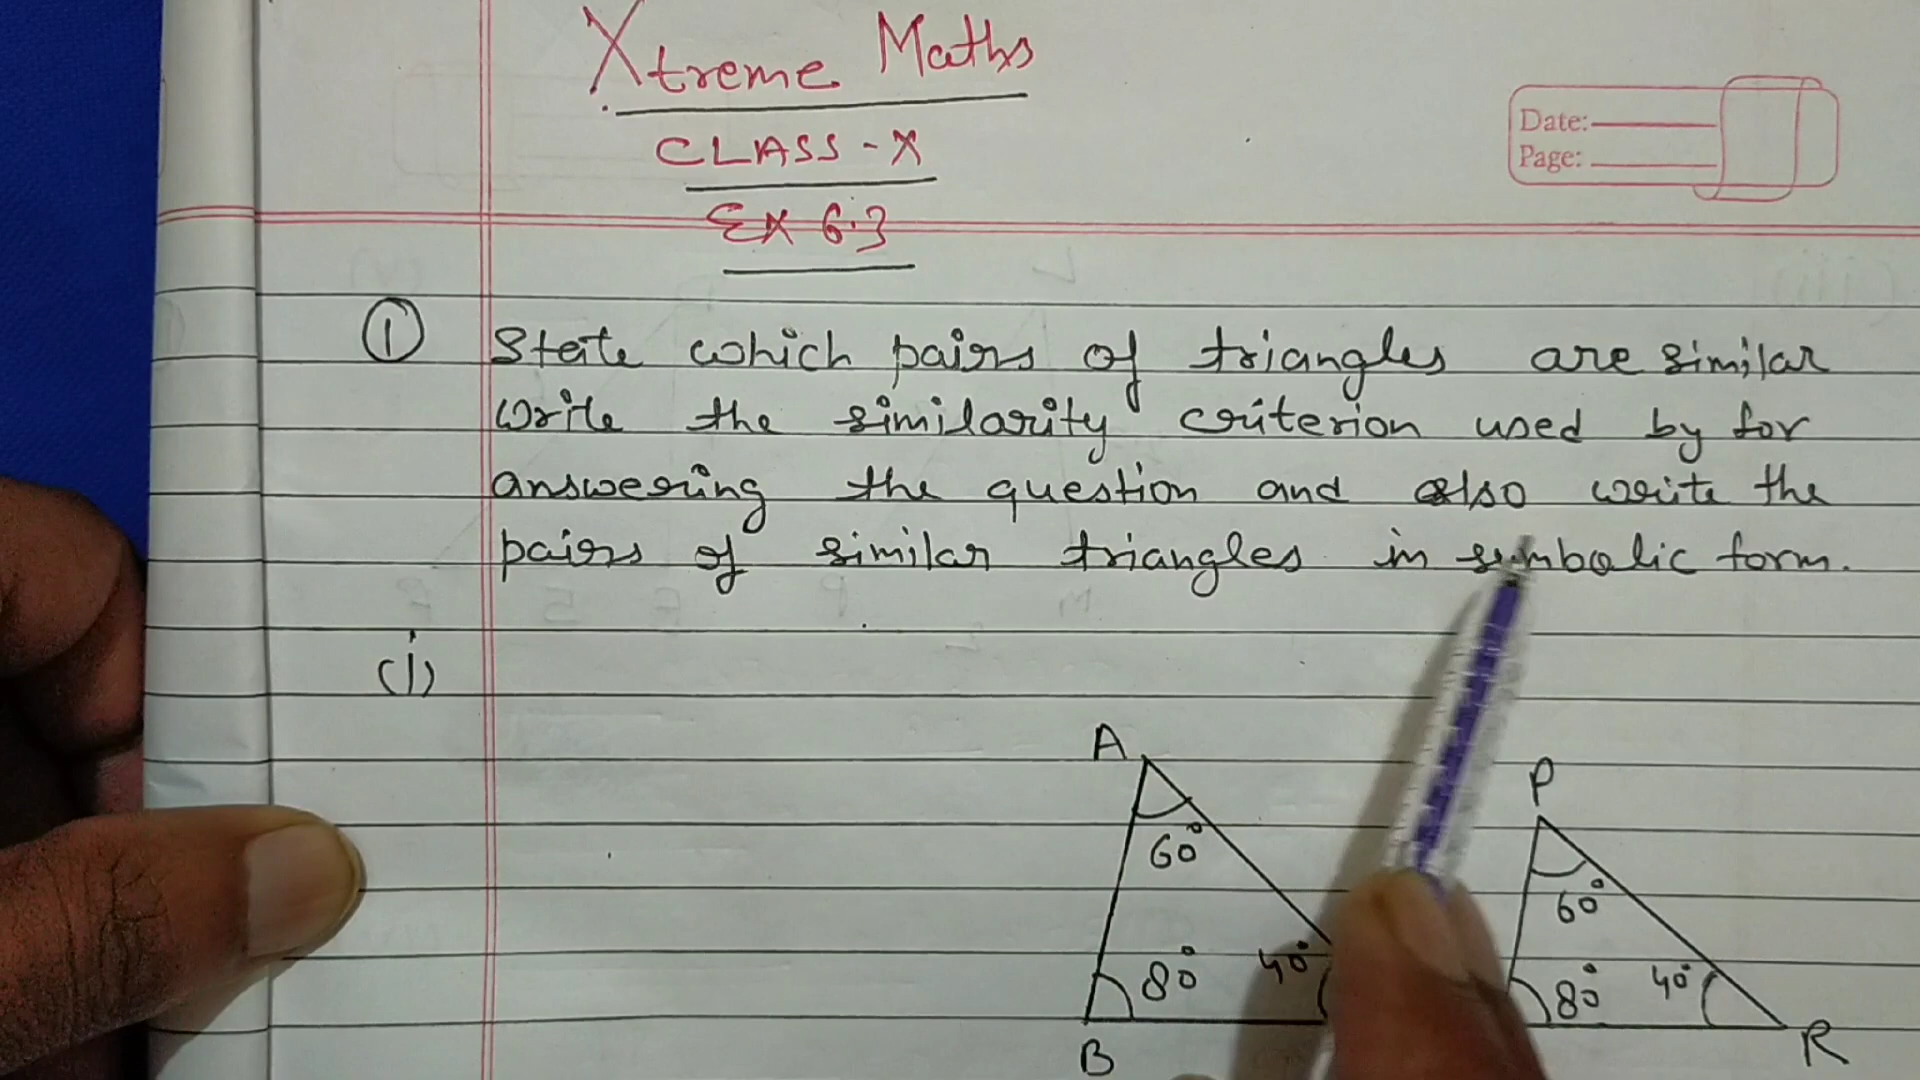 Xtreme Maths
CLASS - X
EX 6.3
Date:
Page:
① State which pairs of triangles are similar
Write the similarity criterion used by for
answering the question and also write the
pairs of similar triangles in symbolic form.
(i)
A
P
60°
60°
80° 40°
80° 40°
B
R